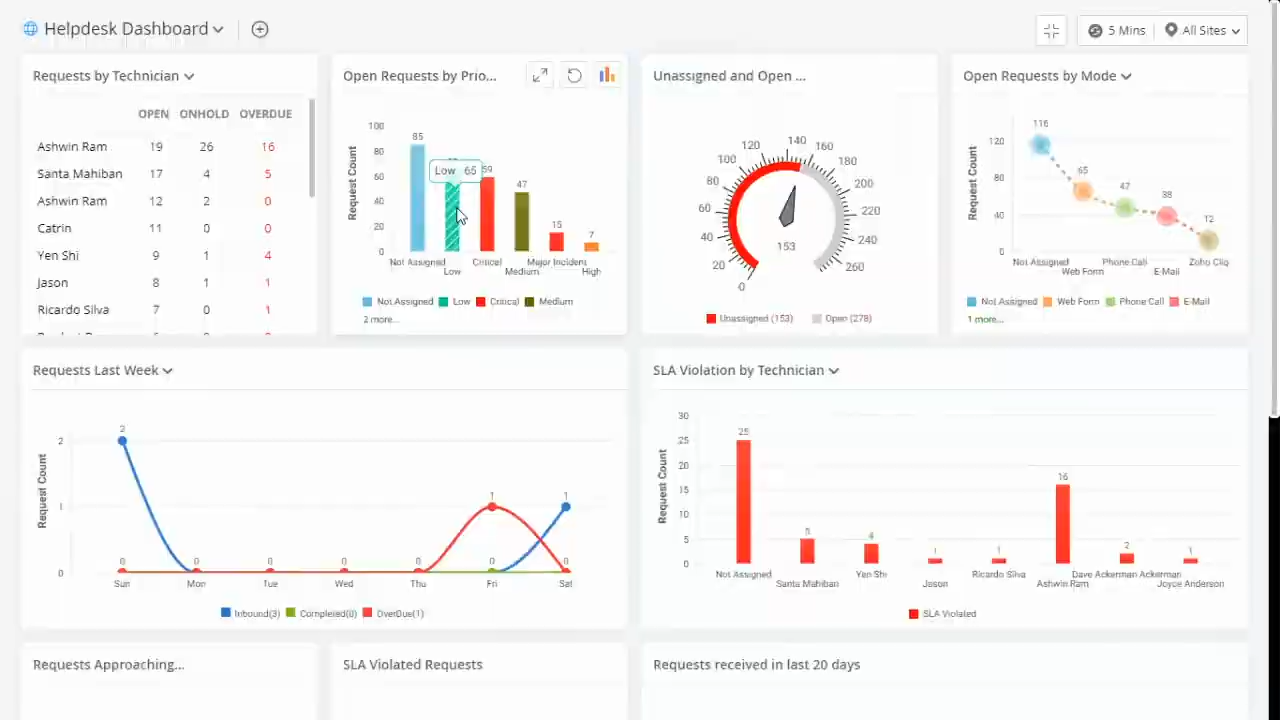 Helpdesk Dashboard
5 Mins
All Sites
Requests by Technician
OPEN ONHOLD OVERDUE
Ashwin Ram 19 26 16
Santa Mahiban 17 4 5
Ashwin Ram 12 2 0
Catrin 11 0 0
Yen Shi 9 1 4
Jason 8 1 1
Ricardo Silva 7 0 1
Open Requests by Prio...
Request Count
100
80
60
40
20
0
85
59
47
15
7
Low 65
Not Assigned
Low
Critical
Medium
Major Incident
High
Not Assigned Low Critical Medium
2 more...
Unassigned and Open ...
0
20
40
60
80
100
120
140
160
180
200
220
240
260
153
Unassigned (153) Open (278)
Open Requests by Mode
Request Count
120
80
40
0
116
65
47
38
12
Not Assigned
Web Form
Phone Call
E-Mail
Zoho Cliq
Not Assigned Web Form Phone Call E-Mail
1 more...
Requests Last Week
Request Count
2
1
0
2
0 0 0 0 0 0 0
1
1
Sun Mon Tue Wed Thu Fri Sat
Inbound(3) Completed(0) OverDue(1)
SLA Violation by Technician
Request Count
30
25
20
15
10
5
0
25
5
4
1
1
16
2
1
Not Assigned
Santa Mahiban
Yen Shi
Jason
Ricardo Silva
Ashwin Ram
Dave Ackerman Ackerman
Joyce Anderson
SLA Violated
Requests Approaching...
SLA Violated Requests
Requests received in last 20 days